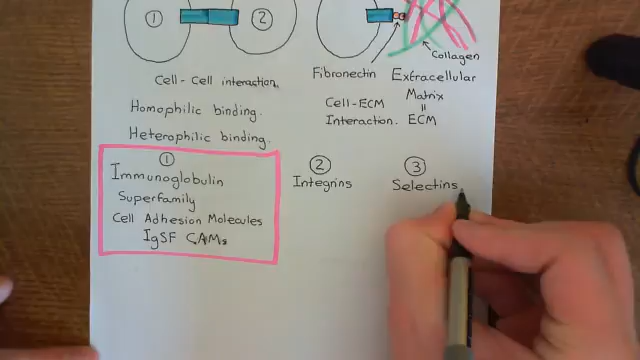 ① ②
Collagen
Fibronectin Extracellular
Matrix
=
ECM
Cell-Cell interaction.
Cell-ECM
Interaction.
Homophilic binding.
Heterophilic binding.
①
Immunoglobulin
Superfamily
Cell Adhesion Molecules
IgSF CAMs
②
Integrins
③
Selectins